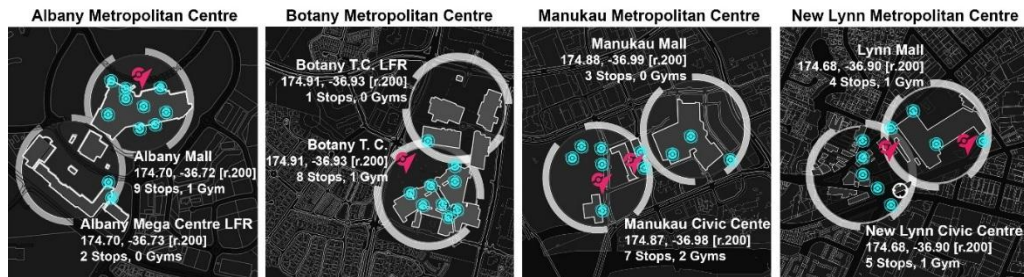 Albany Metropolitan Centre
Albany Mall
174.70, -36.72 [r.200]
9 Stops, 1 Gym
Albany Mega Centre LFR
174.70, -36.73 [r.200]
2 Stops, 0 Gyms
Botany Metropolitan Centre
Botany T.C. LFR
174.91, -36.93 [r.200]
1 Stops, 0 Gyms
Botany T. C.
174.91, -36.93 [r.200]
8 Stops, 1 Gym
Manukau Metropolitan Centre
Manukau Mall
174.88, -36.99 [r.200]
3 Stops, 0 Gyms
Manukau Civic Cente
174.87, -36.98 [r.200]
7 Stops, 2 Gyms
New Lynn Metropolitan Centre
Lynn Mall
174.68, -36.90 [r.200]
4 Stops, 1 Gym
New Lynn Civic Centre
174.68, -36.90 [r.200]
5 Stops, 1 Gym